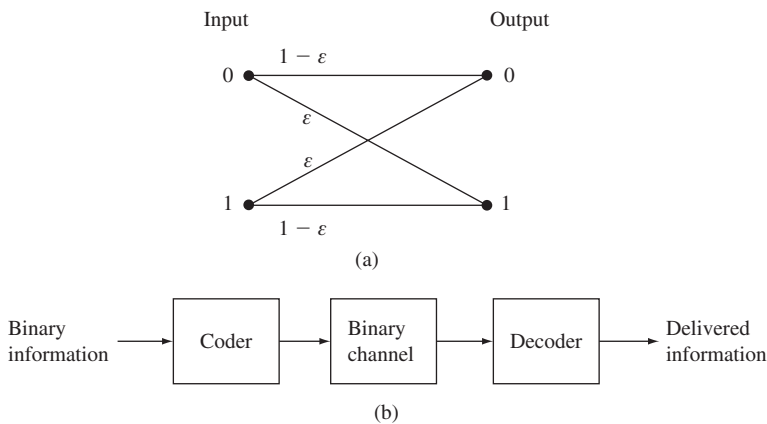 Input Output
0 1 − ε 0
ε
ε
1 1
1 − ε
(a)
Binary information
Coder
Binary channel
Decoder
Delivered information
(b)